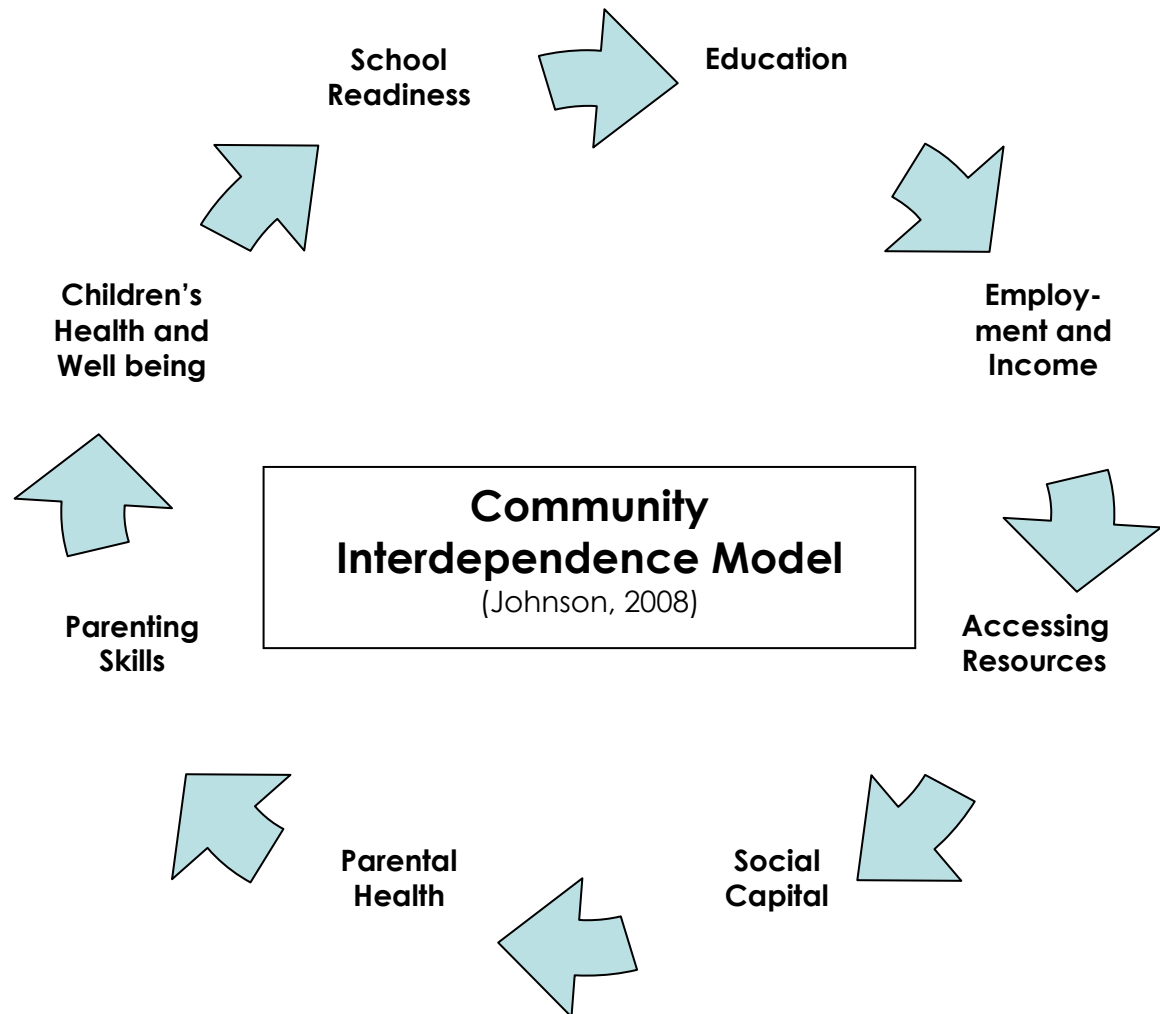 School
Readiness
Education
Employ-
ment and
Income
Accessing
Resources
Social
Capital
Parental
Health
Parenting
Skills
Children’s
Health and
Well being
Community
Interdependence Model
(Johnson, 2008)